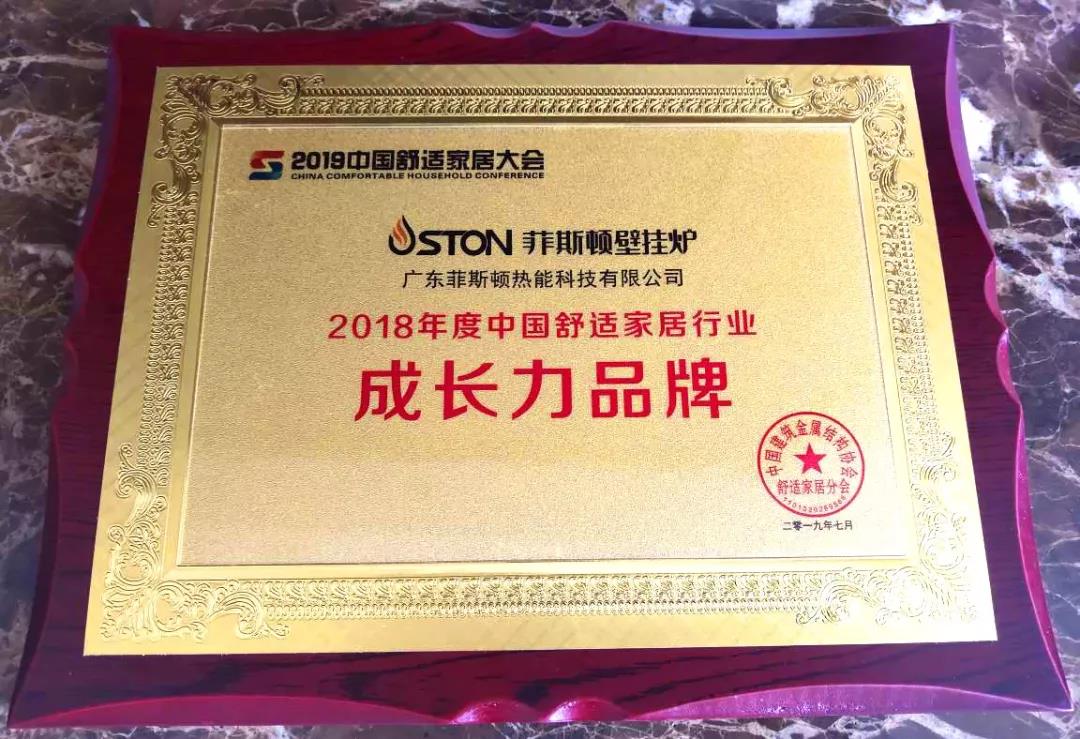 2019中国舒适家居大会
CHINA COMFORTABLE HOUSEHOLD CONFERENCE
USTON 菲斯顿壁挂炉
广东菲斯顿热能科技有限公司
2018年度中国舒适家居行业
成长力品牌
中国建筑金属结构协会
舒适家居分会
二零一九年七月